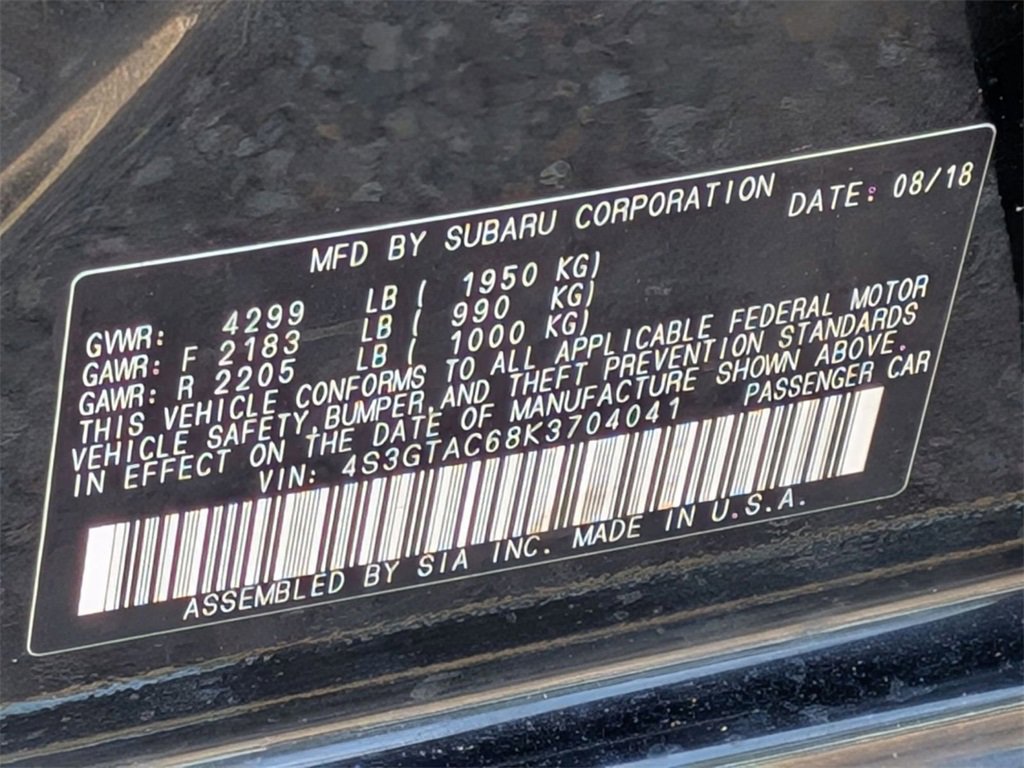 MFD BY SUBARU CORPORATION DATE: 08/18
GVWR: 4299 LB ( 1950 KG)
GAWR: F 2183 LB ( 990 KG)
GAWR: R 2205 LB ( 1000 KG)
THIS VEHICLE CONFORMS TO ALL APPLICABLE FEDERAL MOTOR
VEHICLE SAFETY,BUMPER,AND THEFT PREVENTION STANDARDS
IN EFFECT ON THE DATE OF MANUFACTURE SHOWN ABOVE.
VIN: 4S3GTAC68K3704041 PASSENGER CAR
ASSEMBLED BY SIA INC. MADE IN U.S.A.